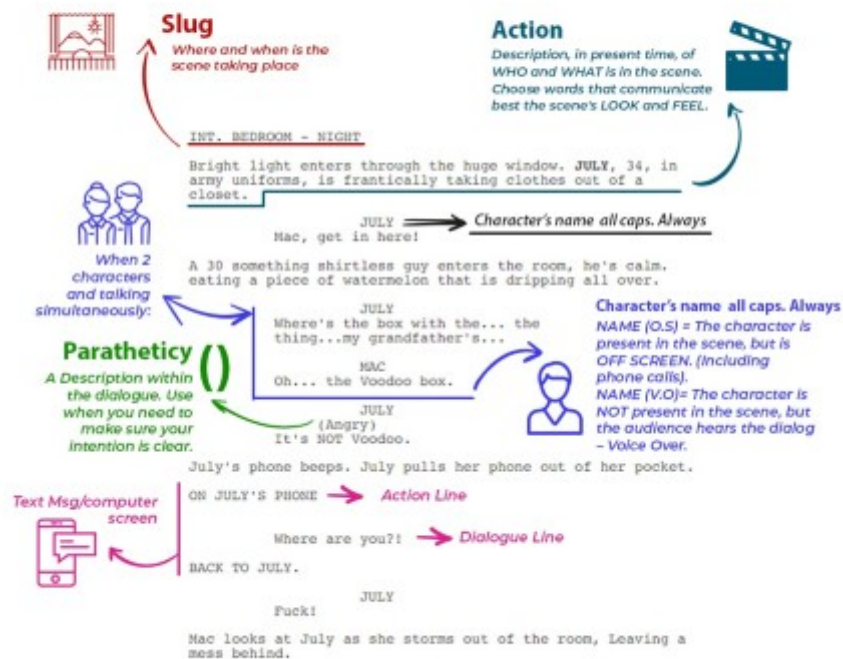 Slug
Where and when is the
scene taking place
Action
Description, in present time, of
WHO and WHAT is in the scene.
Choose words that communicate
best the scene's LOOK and FEEL.
INT. BEDROOM - NIGHT
Bright light enters through the huge window. JULY, 34, in
army uniforms, is frantically taking clothes out of a
closet.
JULY
Character's name all caps. Always
Mac, get in here!
When 2
characters
and talking
simultaneously:
A 30 something shirtless guy enters the room, he's calm.
eating a piece of watermelon that is dripping all over.
JULY
Where's the box with the... the
thing...my grandfather's...
MAC
Oh... the Voodoo box.
Character's name all caps. Always
NAME (O.S) = The character is
present in the scene, but is
OFF SCREEN. (Including
phone calls).
NAME (V.O)= The character is
NOT present in the scene, but
the audience hears the dialog
– Voice Over.
Paratheticy ()
A Description within
the dialogue. Use
when you need to
make sure your
intention is clear.
JULY
(Angry)
It's NOT Voodoo.
July's phone beeps. July pulls her phone out of her pocket.
Text Msg/computer
screen
ON JULY'S PHONE
Action Line
Where are you?!
Dialogue Line
BACK TO JULY.
JULY
Fuck!
Mac looks at July as she storms out of the room, Leaving a
mess behind.